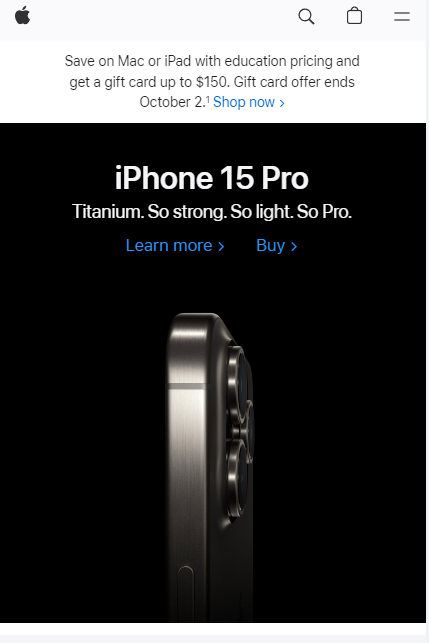 Save on Mac or iPad with education pricing and
get a gift card up to $150. Gift card offer ends
October 2.¹ Shop now >
iPhone 15 Pro
Titanium. So strong. So light. So Pro.
Learn more > Buy >